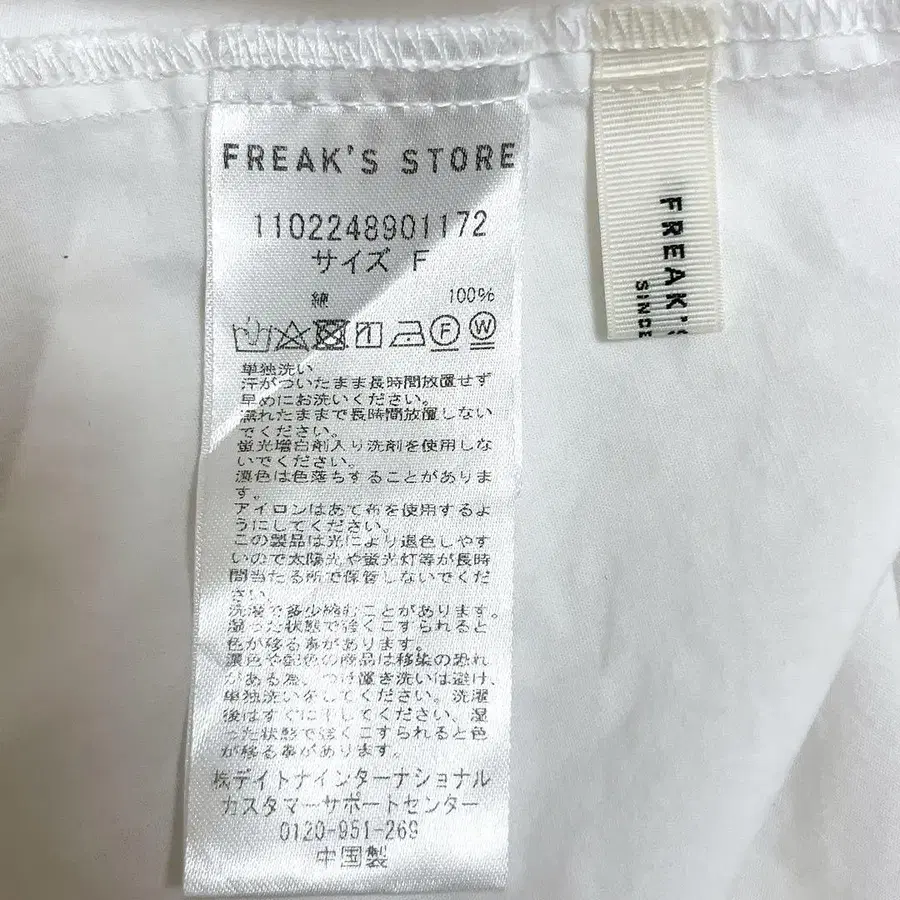 FREAK'S STORE
1102248901172
サイズ F
綿 100%
F W
単独洗い
汗がついたまま長時間放置せず
早めにお洗いください。
濡れたままで長時間放置しない
でください。
蛍光増白剤入り洗剤を使用しな
いでください。
濃色は色落ちすることがありま
す。
アイロンはあて布を使用するよ
うにしてください。
この製品は光により退色しやす
いので太陽光や蛍光灯等が長時
間当たる所で保管しないでくだ
さい。
洗濯で多少縮むことがあります。
湿った状態で強くこすられると
色が移る事があります。
濃色や配色の商品は移染の恐れ
がある為、つけ置き洗いは避け、
単独洗いをしてください。洗濯
後はすぐに干してください、湿
った状態で強くこすられると色
が移る事があります。
株デイトナインターナショナル
カスタマーサポートセンター
0120-951-269
中国製
FREAK'S
SINCE